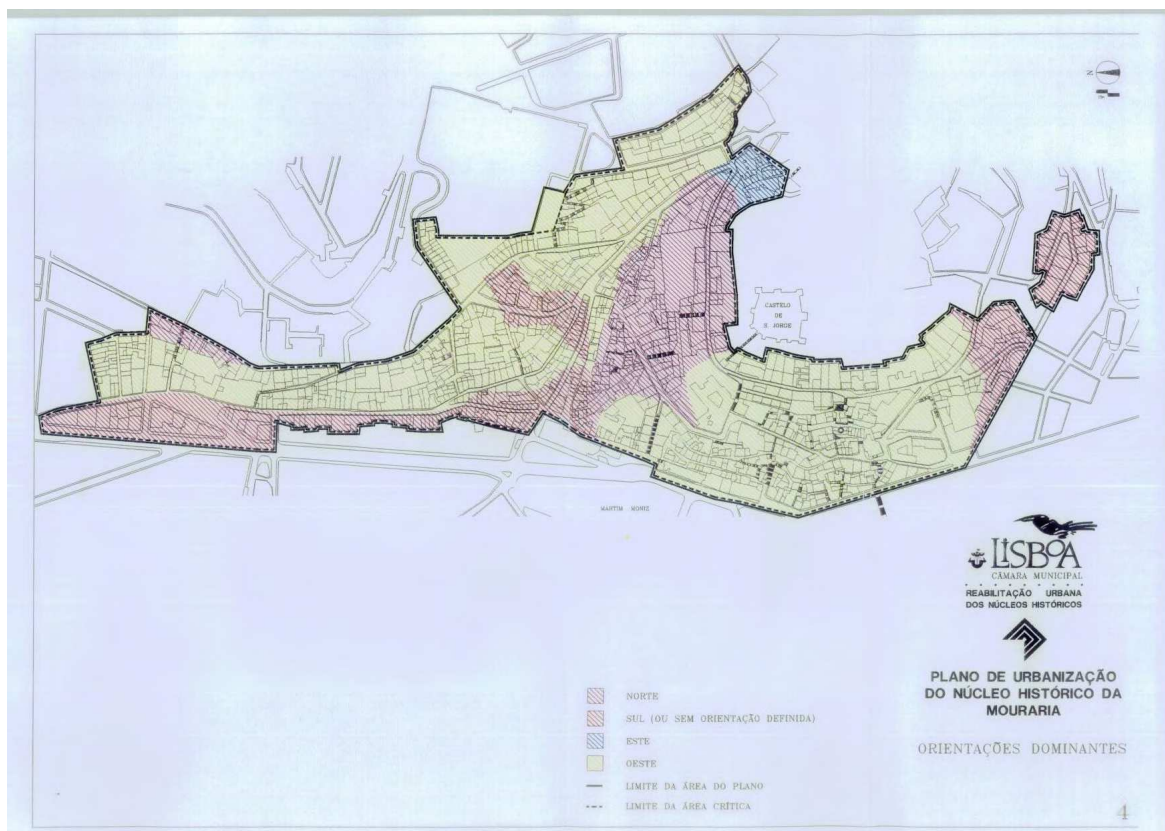 N
CASTELO
DE
S. JORGE
MARTIM MONIZ
LISBOA
CÂMARA MUNICIPAL
REABILITAÇÃO URBANA
DOS NÚCLEOS HISTÓRICOS
PLANO DE URBANIZAÇÃO
DO NÚCLEO HISTÓRICO DA
MOURARIA
ORIENTAÇÕES DOMINANTES
NORTE
SUL (OU SEM ORIENTAÇÃO DEFINIDA)
ESTE
OESTE
LIMITE DA ÁREA DO PLANO
LIMITE DA ÁREA CRÍTICA
4